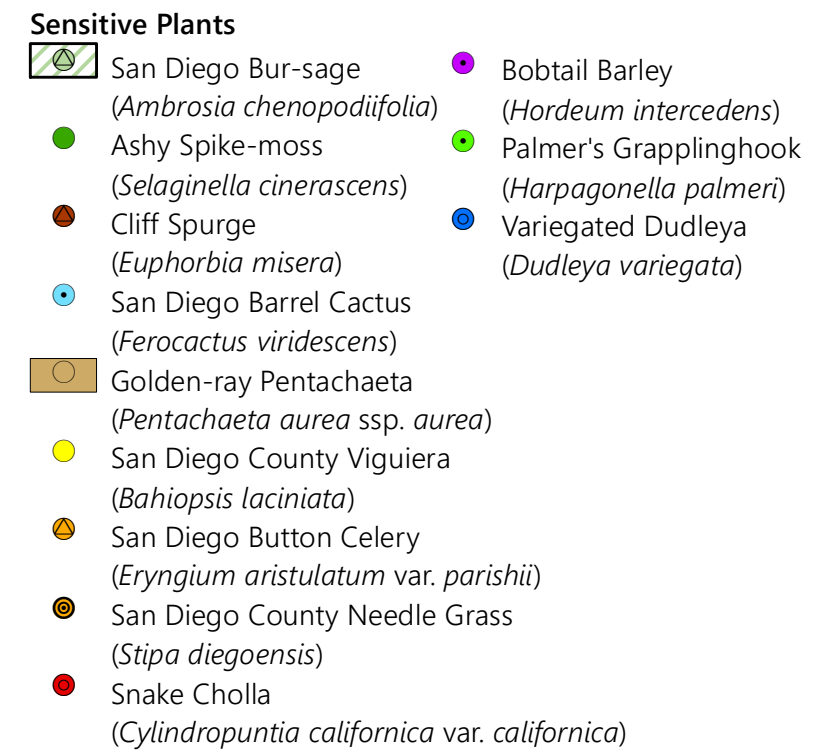 Sensitive Plants
San Diego Bur-sage
(Ambrosia chenopodiifolia)
Ashy Spike-moss
(Selaginella cinerascens)
Cliff Spurge
(Euphorbia misera)
San Diego Barrel Cactus
(Ferocactus viridescens)
Golden-ray Pentachaeta
(Pentachaeta aurea ssp. aurea)
San Diego County Viguiera
(Bahiopsis laciniata)
San Diego Button Celery
(Eryngium aristulatum var. parishii)
San Diego County Needle Grass
(Stipa diegoensis)
Snake Cholla
(Cylindropuntia californica var. californica)
Bobtail Barley
(Hordeum intercedens)
Palmer's Grapplinghook
(Harpagonella palmeri)
Variegated Dudleya
(Dudleya variegata)